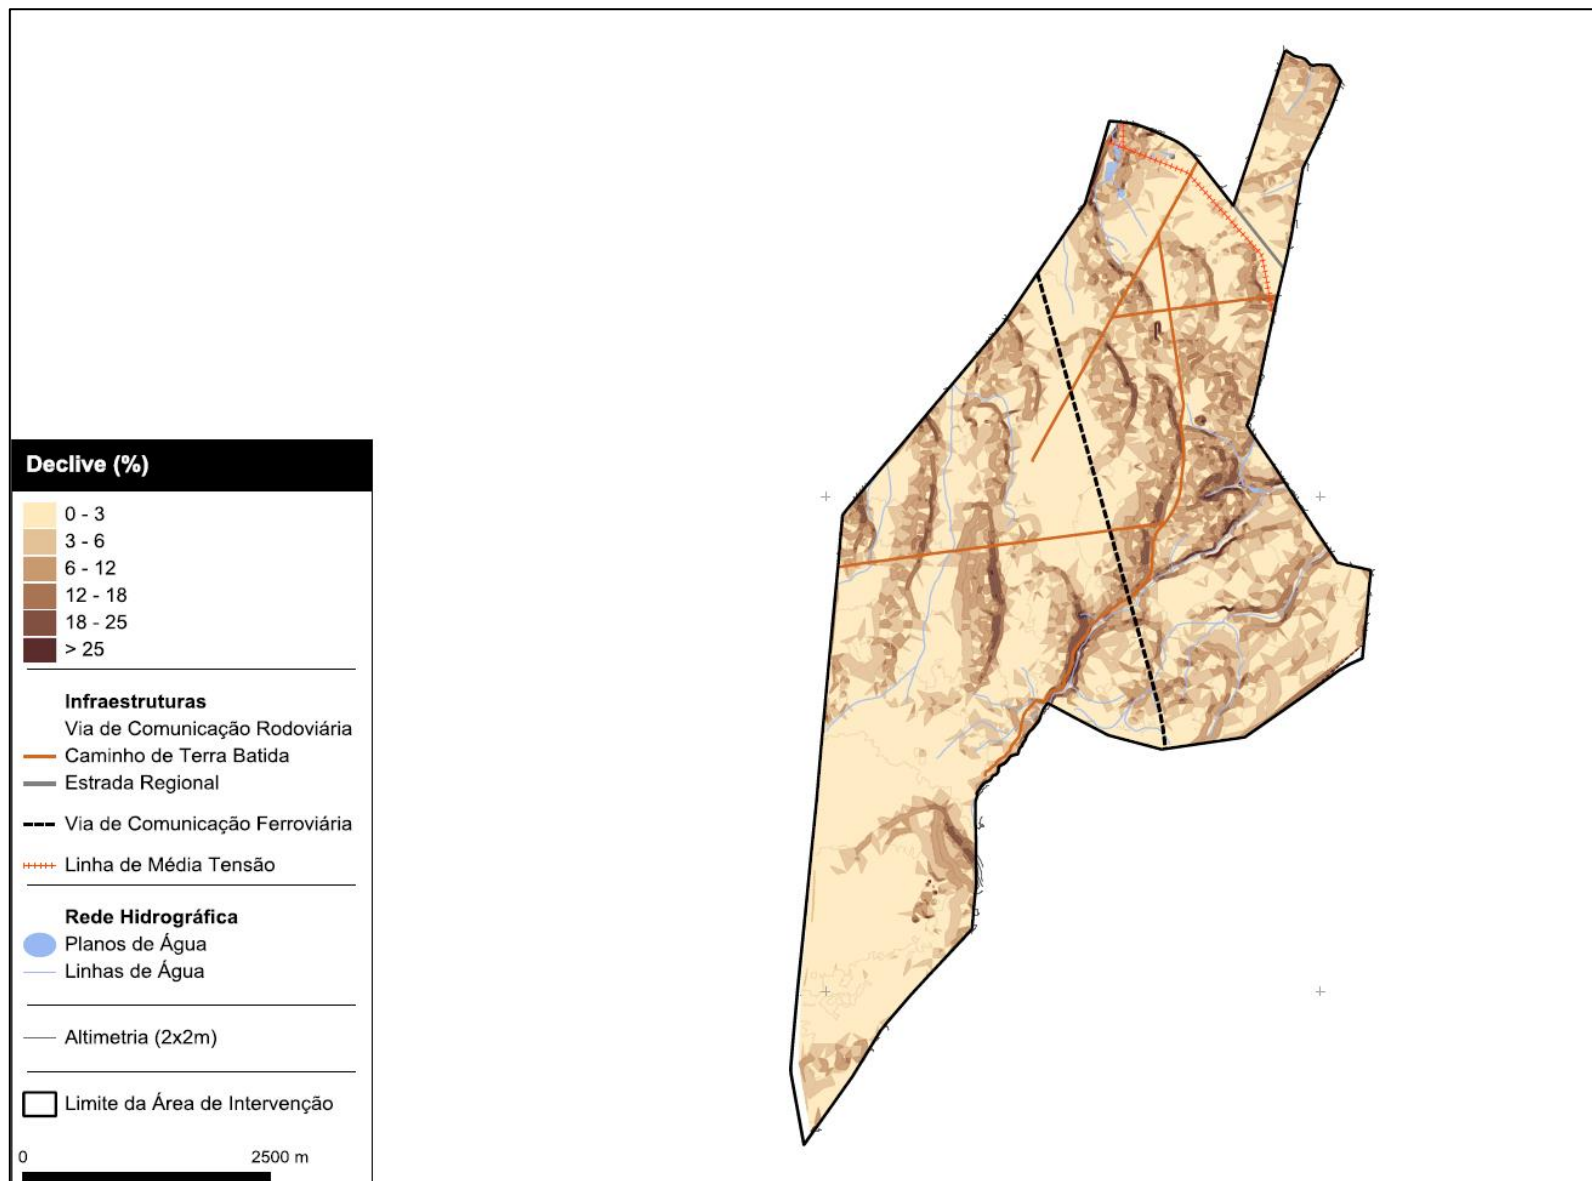 Declive (%)
0 - 3
3 - 6
6 - 12
12 - 18
18 - 25
> 25
Infraestruturas
Via de Comunicação Rodoviária
Caminho de Terra Batida
Estrada Regional
Via de Comunicação Ferroviária
Linha de Média Tensão
Rede Hidrográfica
Planos de Água
Linhas de Água
Altimetria (2x2m)
Limite da Área de Intervenção
0 2500 m